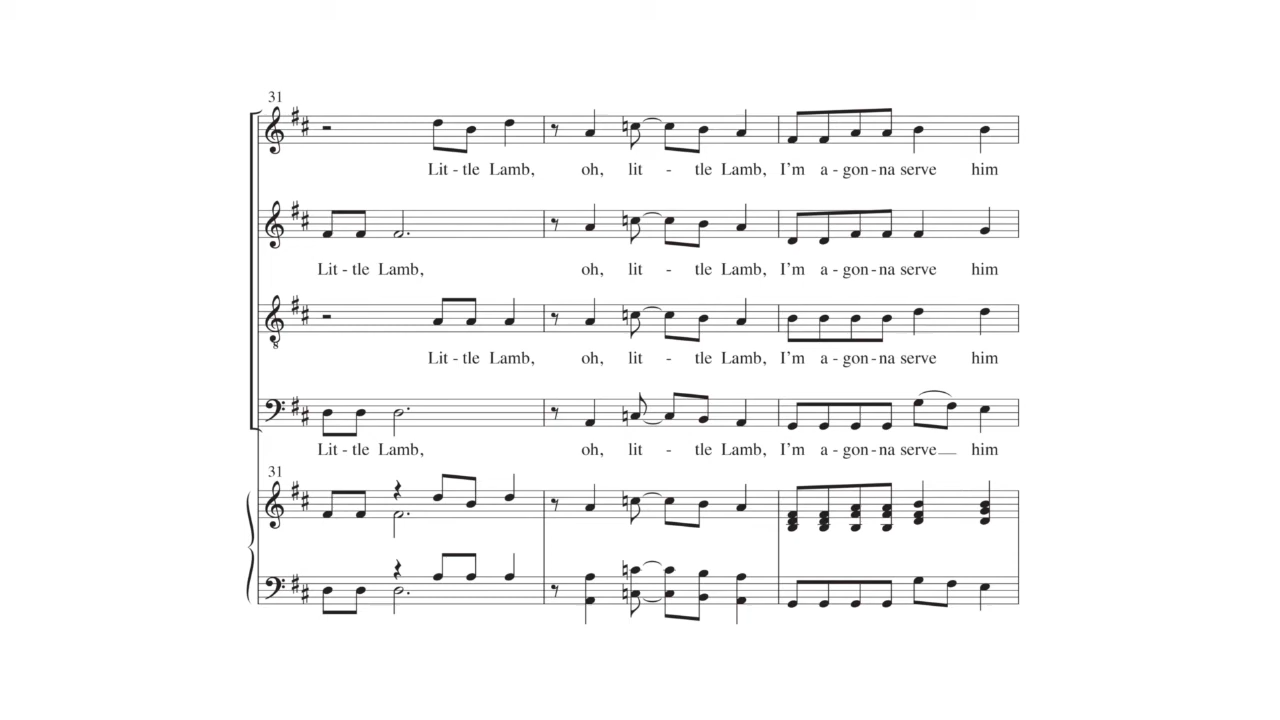 31
Lit - tle Lamb, oh, lit - tle Lamb, I'm a - gon - na serve him
Lit - tle Lamb, oh, lit - tle Lamb, I'm a - gon - na serve him
8
Lit - tle Lamb, oh, lit - tle Lamb, I'm a - gon - na serve him
Lit - tle Lamb, oh, lit - tle Lamb, I'm a - gon - na serve__ him
31